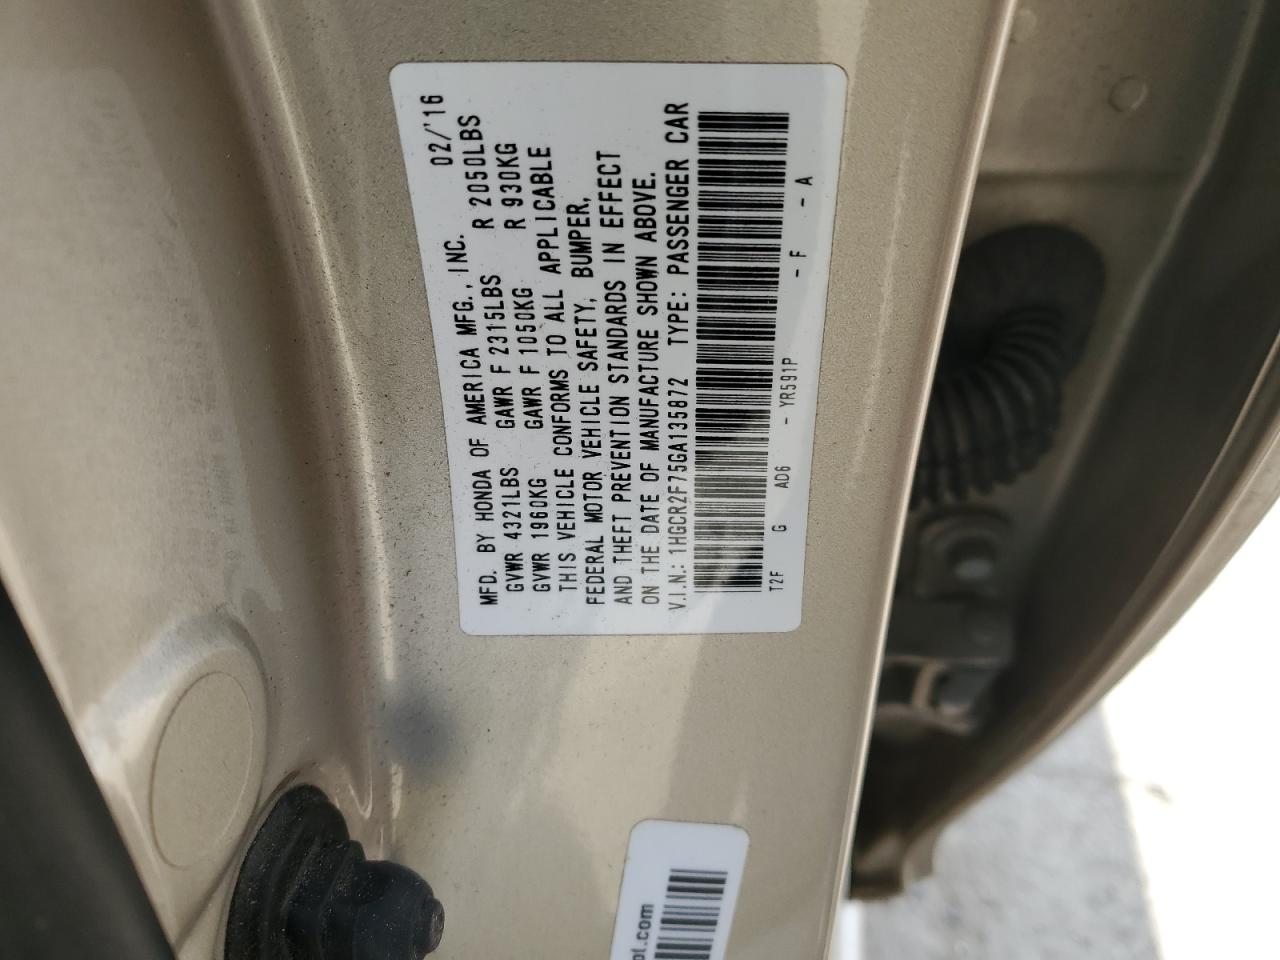 MFD. BY HONDA OF AMERICA MFG., INC. 02/'16
GVWR 4321LBS GAWR F 2315LBS R 2050LBS
GVWR 1960KG GAWR F 1050KG R 930KG
THIS VEHICLE CONFORMS TO ALL APPLICABLE
FEDERAL MOTOR VEHICLE SAFETY, BUMPER,
AND THEFT PREVENTION STANDARDS IN EFFECT
ON THE DATE OF MANUFACTURE SHOWN ABOVE.
V.I.N.: 1HGCR2F75GA135872 TYPE: PASSENGER CAR
T2F G AD6 - YR591P - F - A
pt.com